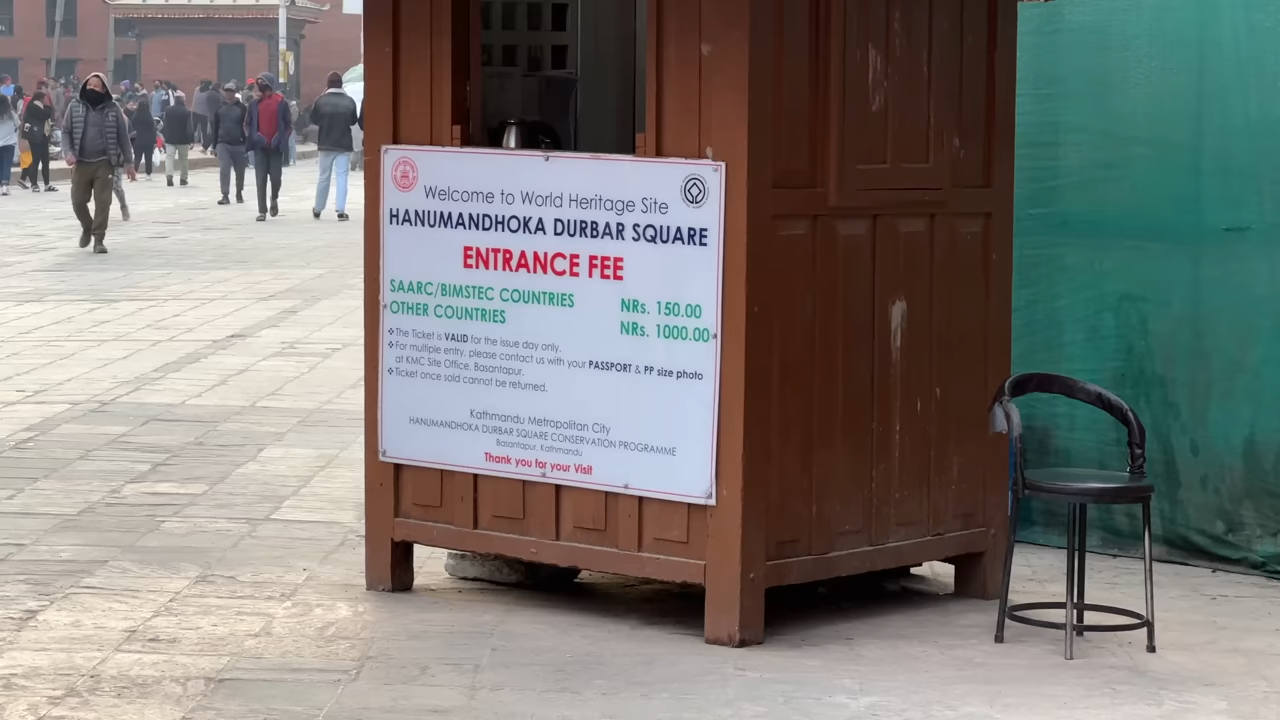 Welcome to World Heritage Site
HANUMANDHOKA DURBAR SQUARE
ENTRANCE FEE
SAARC/BIMSTEC COUNTRIES NRs. 150.00
OTHER COUNTRIES NRs. 1000.00
❖The Ticket is VALID for the issue day only.
❖For multiple entry, please contact us with your PASSPORT & PP size photo
at KMC Site Office, Basantapur.
❖Ticket once sold cannot be returned.
Kathmandu Metropolitan City
HANUMANDHOKA DURBAR SQUARE CONSERVATION PROGRAMME
Basantapur, Kathmandu
Thank you for your Visit